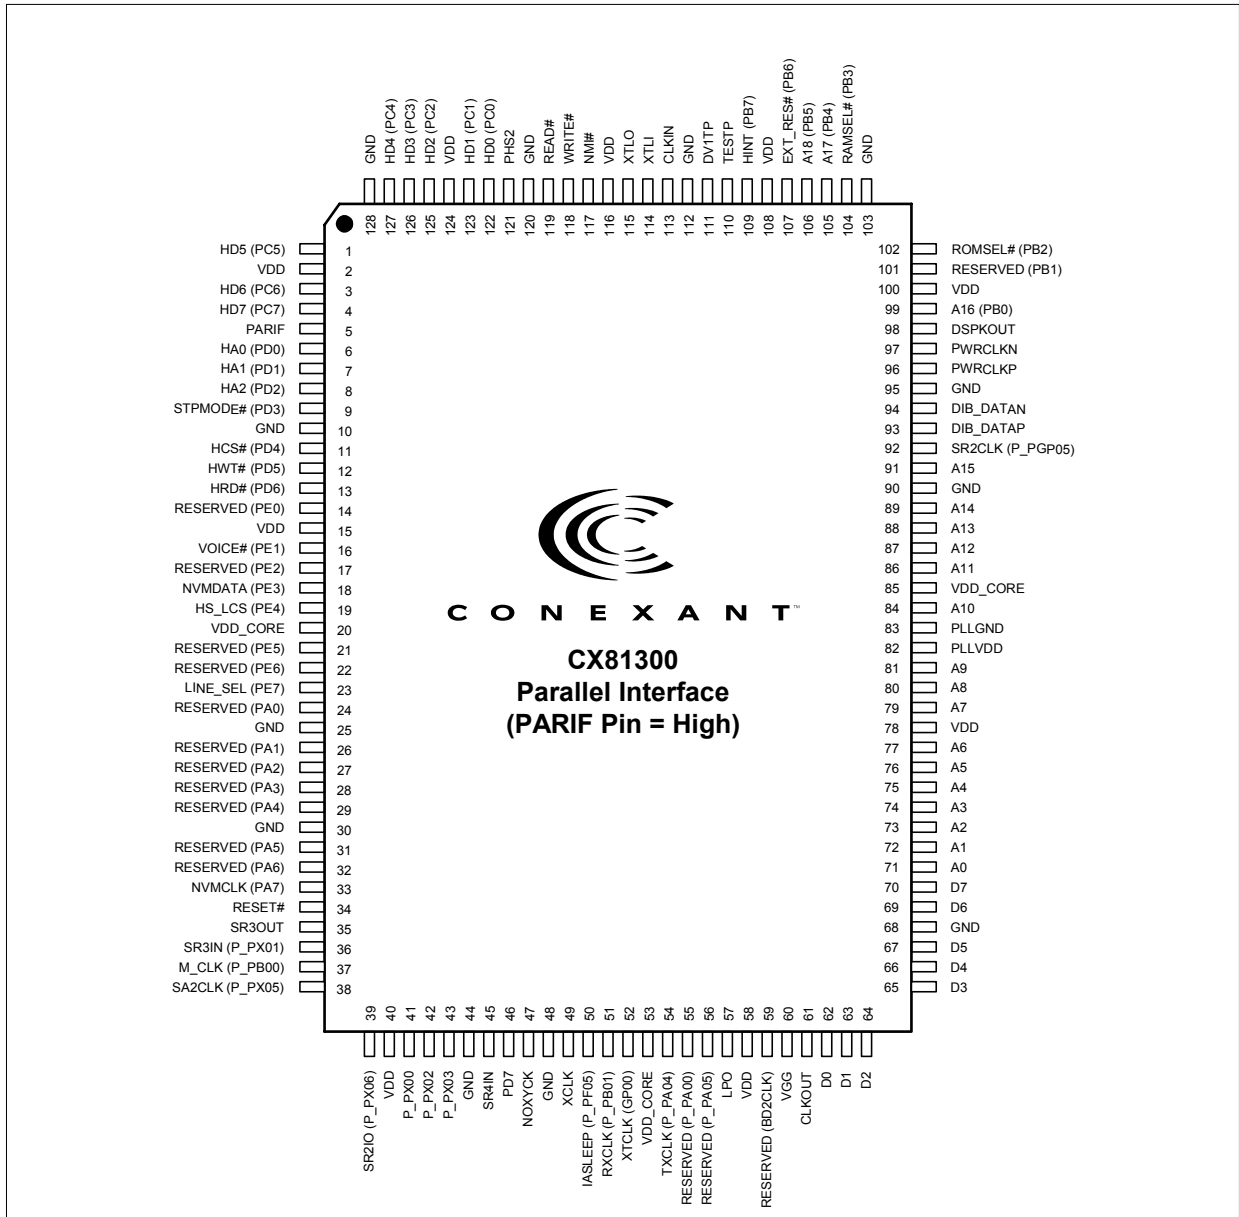 GND
HD4 (PC4)
HD3 (PC3)
HD2 (PC2)
VDD
HD1 (PC1)
HD0 (PC0)
PHS2
GND
READ#
WRITE#
NMI#
VDD
XTLO
XTLI
CLKIN
GND
DV1TP
TESTP
HINT (PB7)
VDD
EXT_RES# (PB6)
A18 (PB5)
A17 (PB4)
RAMSEL# (PB3)
GND
128 127 126 125 124 123 122 121 120 119 118 117 116 115 114 113 112 111 110 109 108 107 106 105 104 103
HD5 (PC5) 1
VDD 2
HD6 (PC6) 3
HD7 (PC7) 4
PARIF 5
HA0 (PD0) 6
HA1 (PD1) 7
HA2 (PD2) 8
STPMODE# (PD3) 9
GND 10
HCS# (PD4) 11
HWT# (PD5) 12
HRD# (PD6) 13
RESERVED (PE0) 14
VDD 15
VOICE# (PE1) 16
RESERVED (PE2) 17
NVMDATA (PE3) 18
HS_LCS (PE4) 19
VDD_CORE 20
RESERVED (PE5) 21
RESERVED (PE6) 22
LINE_SEL (PE7) 23
RESERVED (PA0) 24
GND 25
RESERVED (PA1) 26
RESERVED (PA2) 27
RESERVED (PA3) 28
RESERVED (PA4) 29
GND 30
RESERVED (PA5) 31
RESERVED (PA6) 32
NVMCLK (PA7) 33
RESET# 34
SR3OUT 35
SR3IN (P_PX01) 36
M_CLK (P_PB00) 37
SA2CLK (P_PX05) 38
CONEXANT™
CX81300
Parallel Interface
(PARIF Pin = High)
102 ROMSEL# (PB2)
101 RESERVED (PB1)
100 VDD
99 A16 (PB0)
98 DSPKOUT
97 PWRCLKN
96 PWRCLKP
95 GND
94 DIB_DATAN
93 DIB_DATAP
92 SR2CLK (P_PGP05)
91 A15
90 GND
89 A14
88 A13
87 A12
86 A11
85 VDD_CORE
84 A10
83 PLLGND
82 PLLVDD
81 A9
80 A8
79 A7
78 VDD
77 A6
76 A5
75 A4
74 A3
73 A2
72 A1
71 A0
70 D7
69 D6
68 GND
67 D5
66 D4
65 D3
39 40 41 42 43 44 45 46 47 48 49 50 51 52 53 54 55 56 57 58 59 60 61 62 63 64
SR2IO (P_PX06)
VDD
P_PX00
P_PX02
P_PX03
GND
SR4IN
PD7
NOXYCK
GND
XCLK
IASLEEP (P_PF05)
RXCLK (P_PB01)
XTCLK (GP00)
VDD_CORE
TXCLK (P_PA04)
RESERVED (P_PA00)
RESERVED (P_PA05)
LPO
VDD
RESERVED (BD2CLK)
VGG
CLKOUT
D0
D1
D2